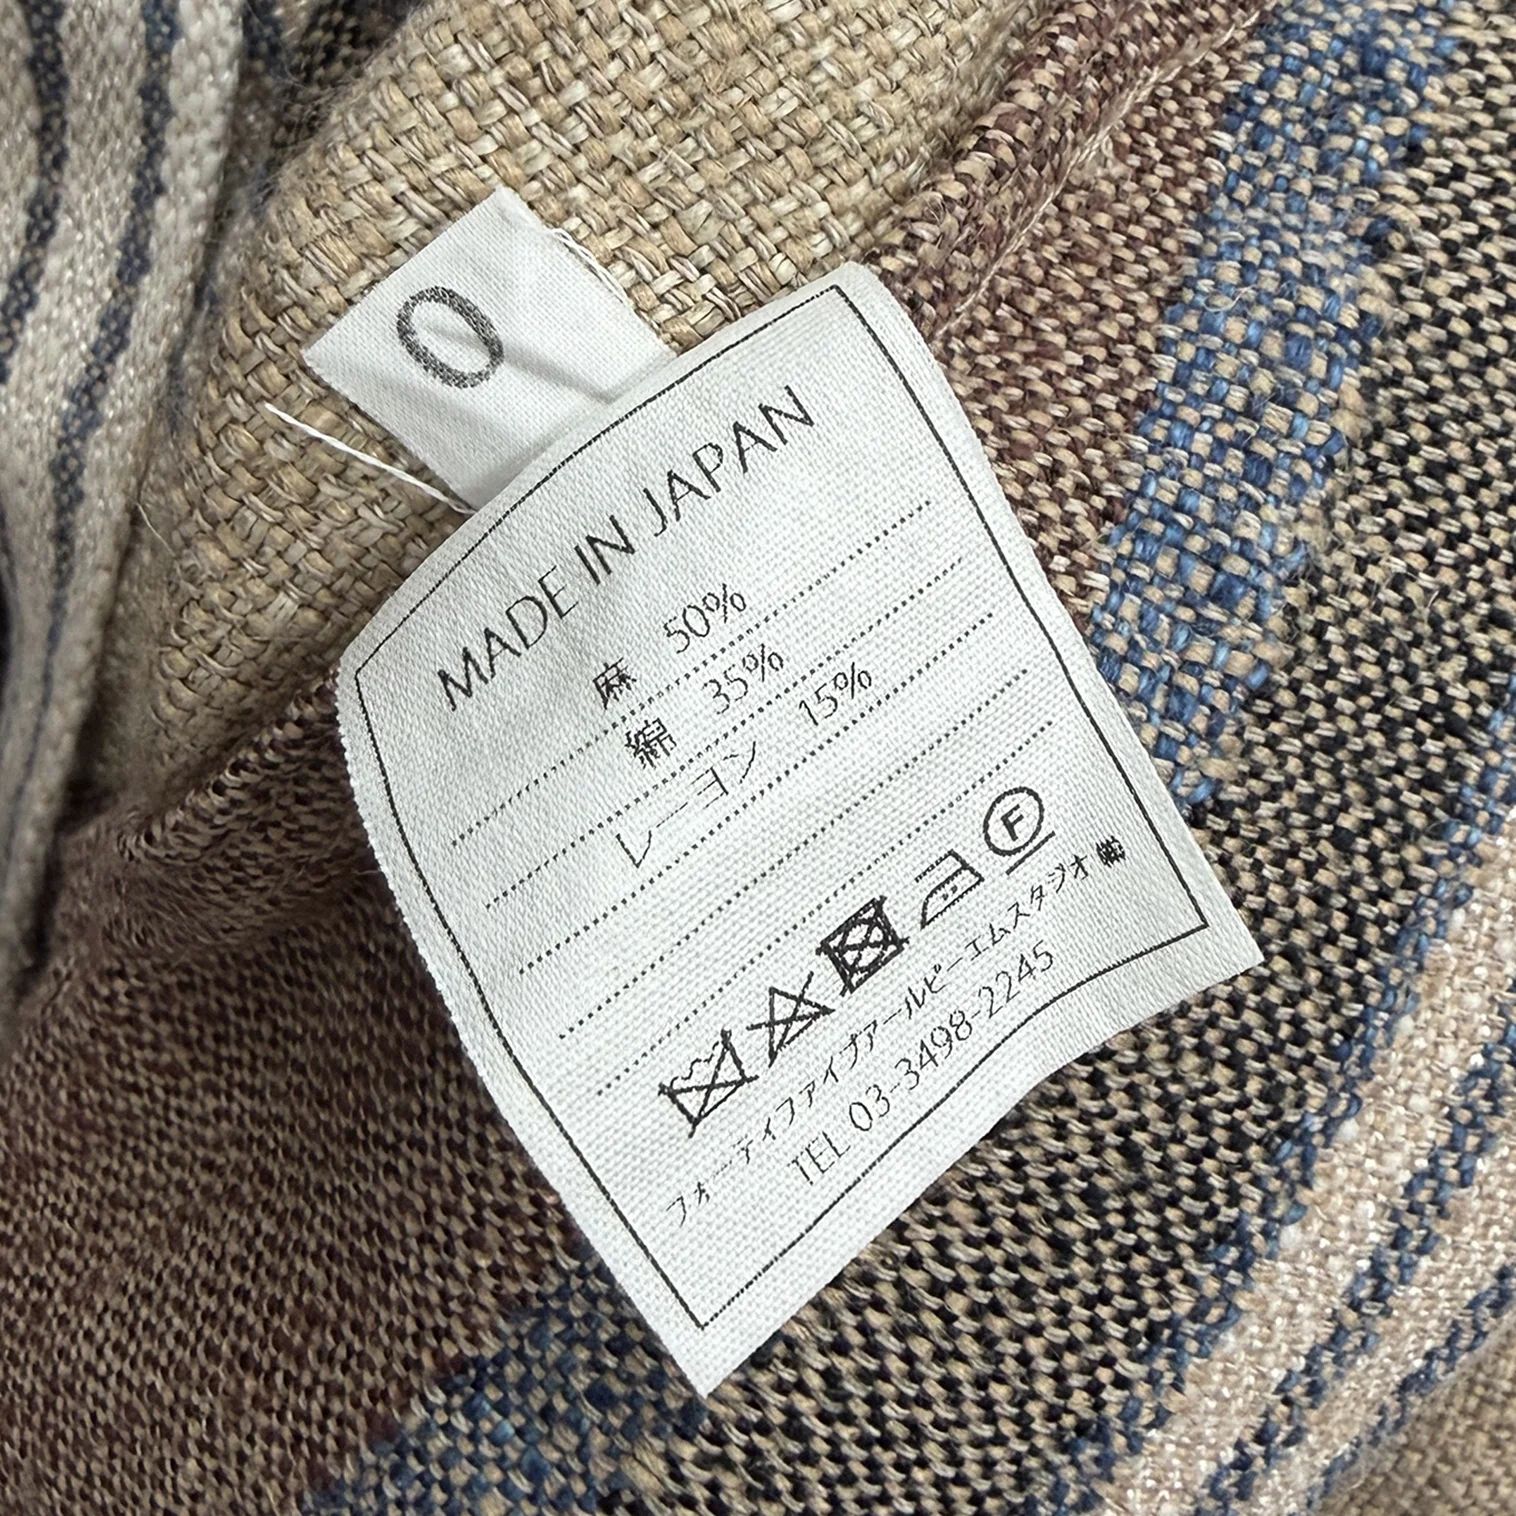 0
MADE IN JAPAN
麻 50%
綿 35%
レーヨン 15%
F
フォーティファイブアールピーエムスタジオ㈱
TEL 03-3498-2245